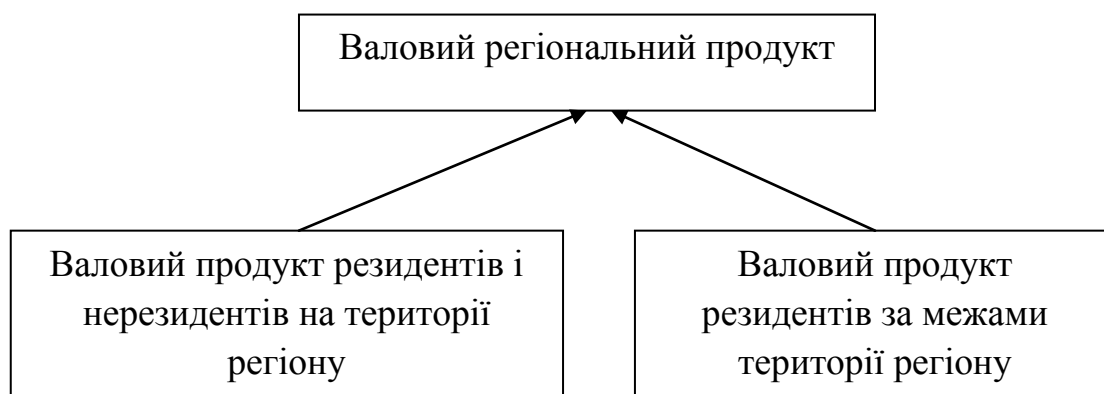 Валовий регіональний продукт
Валовий продукт резидентів і
нерезидентів на території
регіону
Валовий продукт
резидентів за межами
території регіону